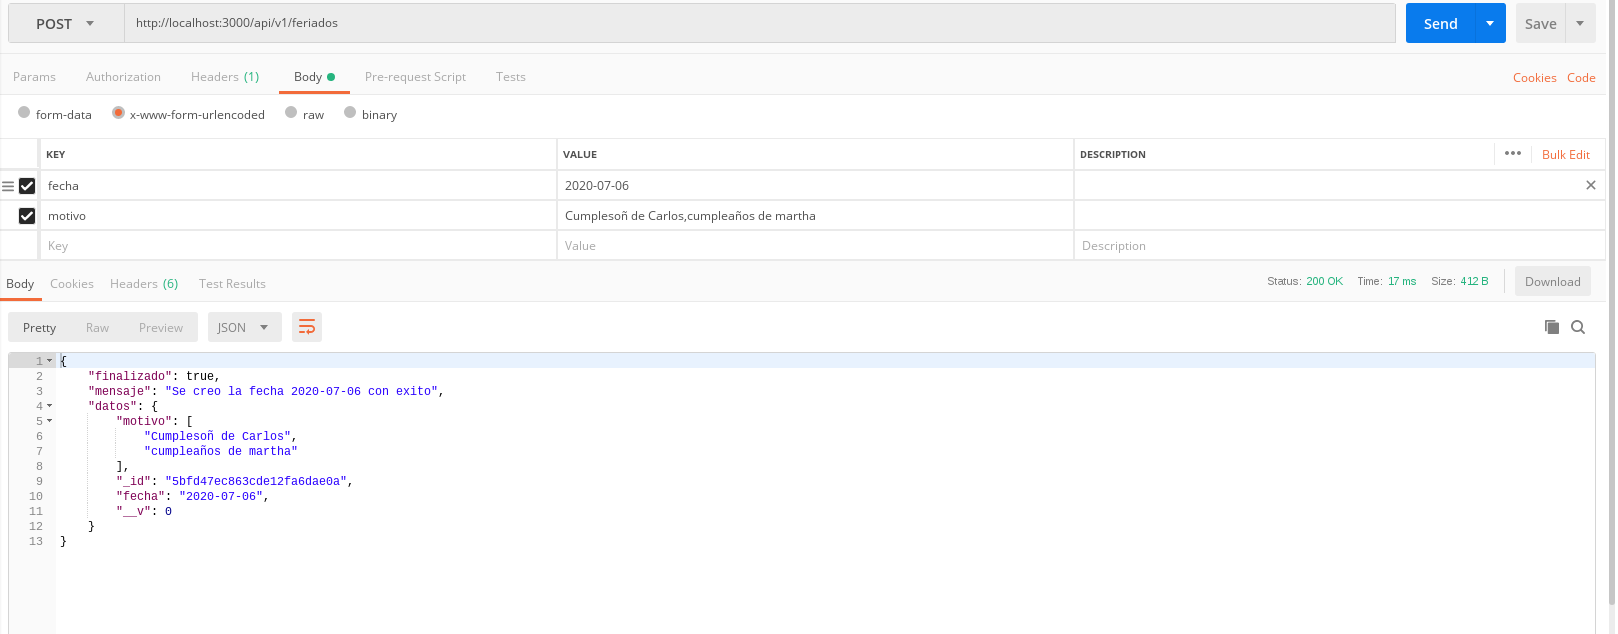 POST http://localhost:3000/api/v1/feriados Send Save
Params Authorization Headers (1) Body Pre-request Script Tests Cookies Code
form-data x-www-form-urlencoded raw binary
KEY VALUE DESCRIPTION ••• Bulk Edit
fecha 2020-07-06
motivo Cumplesoñ de Carlos,cumpleaños de martha
Key Value Description
Body Cookies Headers (6) Test Results Status: 200 OK Time: 17 ms Size: 412 B Download
Pretty Raw Preview JSON
1 {
2 "finalizado": true,
3 "mensaje": "Se creo la fecha 2020-07-06 con exito",
4 "datos": {
5 "motivo": [
6 "Cumplesoñ de Carlos",
7 "cumpleaños de martha"
8 ],
9 "_id": "5bfd47ec863cde12fa6dae0a",
10 "fecha": "2020-07-06",
11 "__v": 0
12 }
13 }